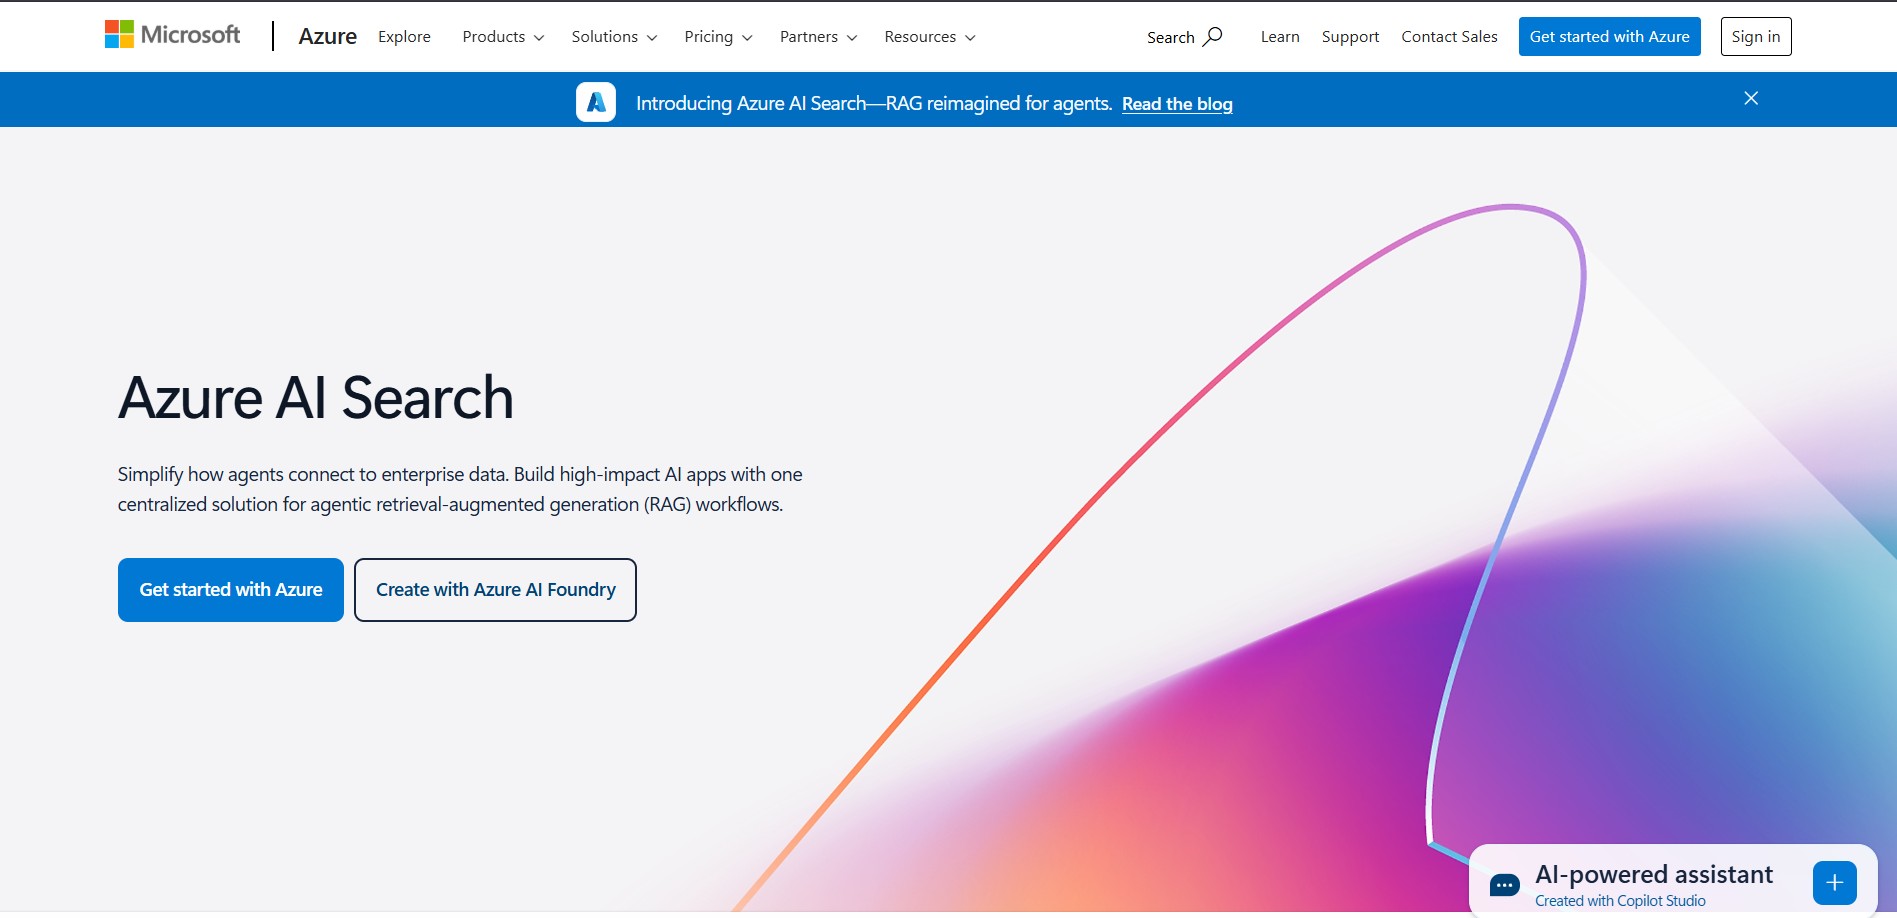 Microsoft
Azure
Explore
Products
Solutions
Pricing
Partners
Resources
Search
Learn
Support
Contact Sales
Get started with Azure
Sign in
Introducing Azure AI Search—RAG reimagined for agents. Read the blog
Azure AI Search
Simplify how agents connect to enterprise data. Build high-impact AI apps with one
centralized solution for agentic retrieval-augmented generation (RAG) workflows.
Get started with Azure
Create with Azure AI Foundry
AI-powered assistant
Created with Copilot Studio